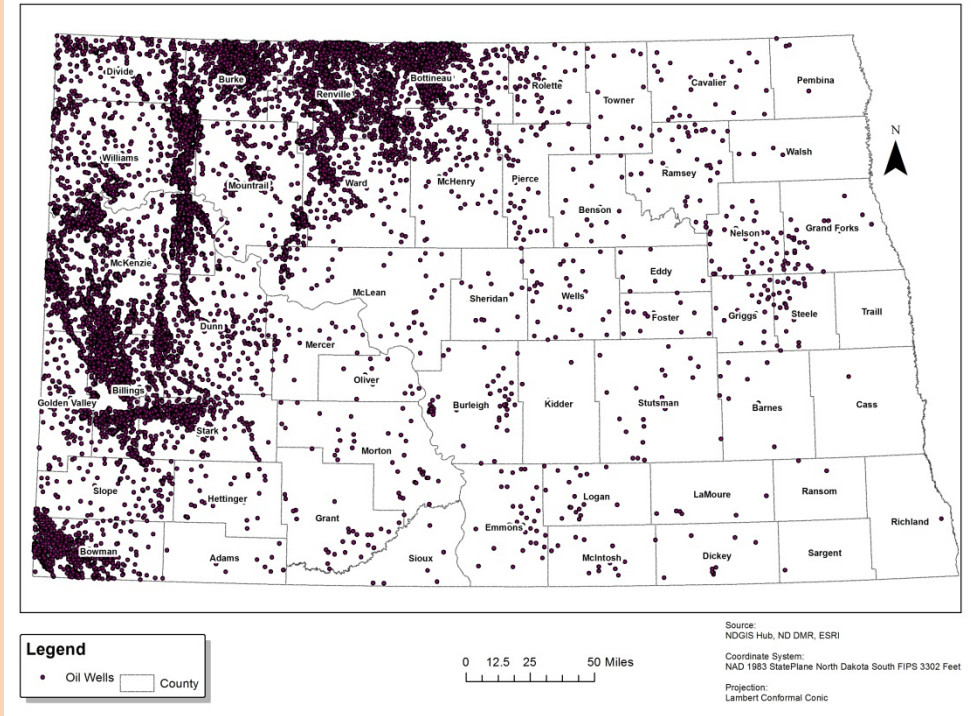 Divide
Burke
Renville
Bottineau
Rolette
Towner
Cavalier
Pembina
N
Williams
Mountrail
Ward
McHenry
Pierce
Benson
Ramsey
Walsh
Nelson
Grand Forks
McKenzie
Dunn
McLean
Sheridan
Wells
Eddy
Foster
Griggs
Steele
Traill
Mercer
Oliver
Billings
Golden Valley
Stark
Burleigh
Kidder
Stutsman
Barnes
Cass
Morton
Slope
Hettinger
Grant
Emmons
Logan
LaMoure
Ransom
Richland
Bowman
Adams
Sioux
McIntosh
Dickey
Sargent
Legend
Oil Wells
County
0 12.5 25 50 Miles
Source:
NDGIS Hub, ND DMR, ESRI
Coordinate System:
NAD 1983 StatePlane North Dakota South FIPS 3302 Feet
Projection:
Lambert Conformal Conic